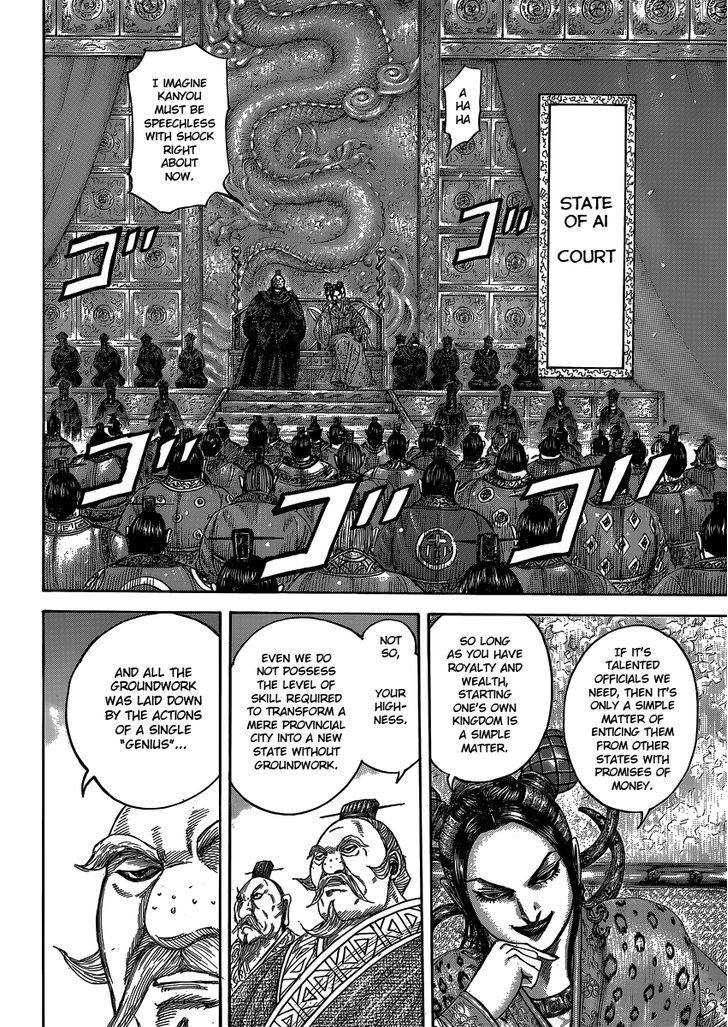 A
HA
HA
STATE
OF AI
COURT
I IMAGINE
KANYOU
MUST BE
SPEECHLESS
WITH SHOCK
RIGHT
ABOUT
NOW.
ゴ
ゴ
ゴ
ゴ
ゴ
IF IT'S
TALENTED
OFFICIALS
WE NEED,
THEN IT'S
ONLY A SIMPLE
MATTER OF
ENTICING THEM
FROM OTHER
STATES WITH
PROMISES OF
MONEY.
SO LONG
AS YOU HAVE
ROYALTY AND
WEALTH,
STARTING
ONE'S OWN
KINGDOM IS
A SIMPLE
MATTER.
NOT
SO,
YOUR
HIGH-
NESS.
EVEN WE DO
NOT POSSESS
THE LEVEL OF
SKILL REQUIRED
TO TRANSFORM A
MERE PROVINCIAL
CITY INTO A NEW
STATE WITHOUT
GROUNDWORK.
AND ALL THE
GROUNDWORK
WAS LAID DOWN
BY THE ACTIONS
OF A SINGLE
"GENIUS"...